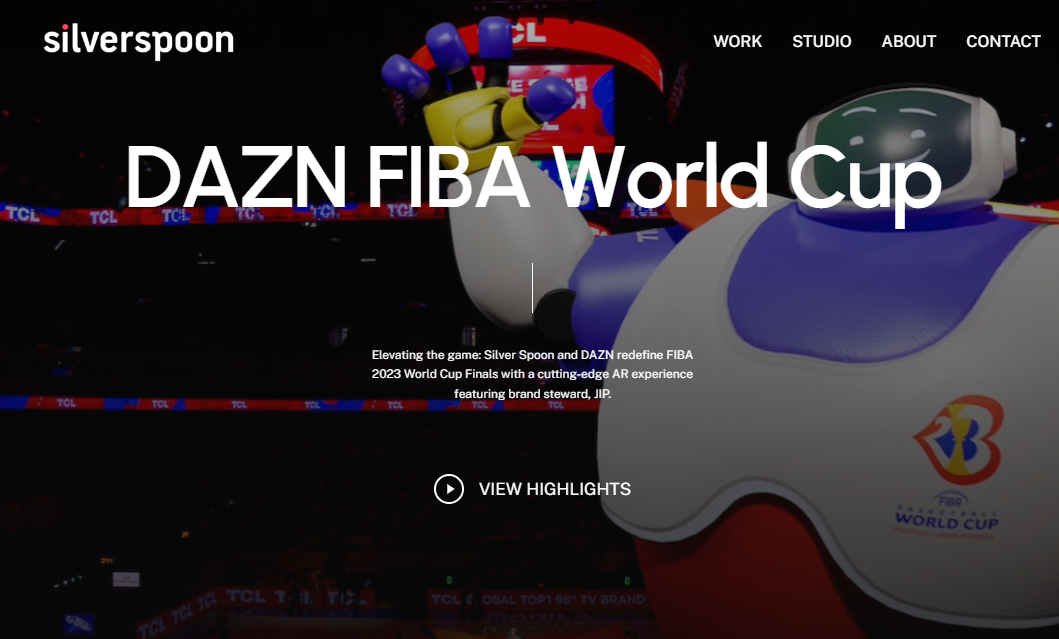 silverspoon
WORK
STUDIO
ABOUT
CONTACT
CL
DAZN FIBA World Cup
TCL TCL TCL TCL TCL TCL TCL
Elevating the game: Silver Spoon and DAZN redefine FIBA
2023 World Cup Finals with a cutting-edge AR experience
featuring brand steward, JIP.
TCL TCL TCL TCL TCL TCL TCL
VIEW HIGHLIGHTS
FIBA
BASKETBALL
WORLD CUP
TCL TCL TCL TCL
OBAL TOP1 98" TV BRAND